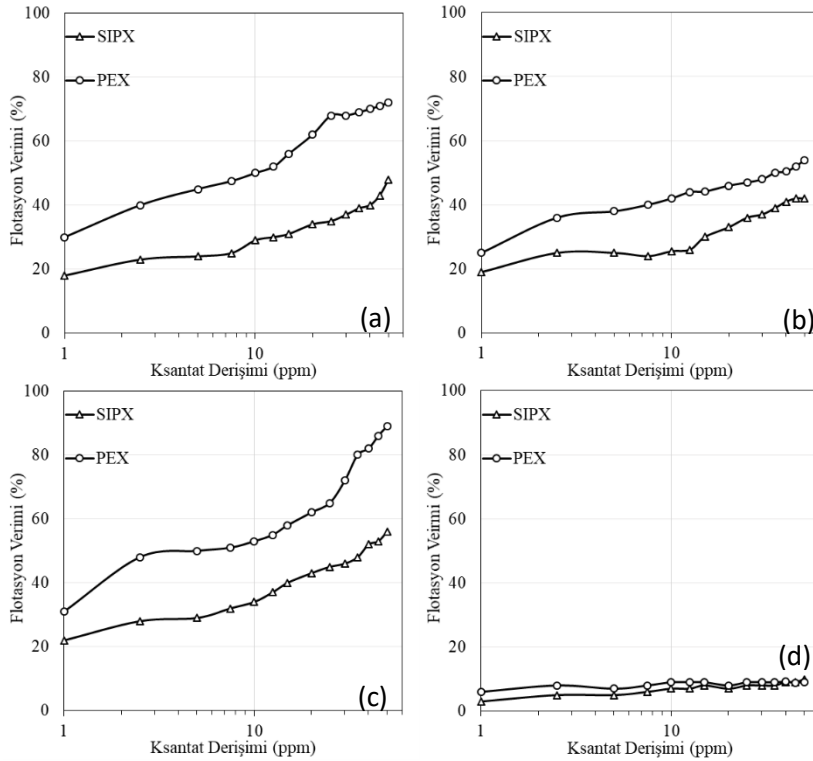 100
80
60
40
20
0
Flotasyon Verimi (%)
SIPX
PEX
(a)
1
10
Ksantat Derişimi (ppm)
100
80
60
40
20
0
Flotasyon Verimi (%)
SIPX
PEX
(b)
1
10
Ksantat Derişimi (ppm)
100
80
60
40
20
0
Flotasyon Verimi (%)
SIPX
PEX
(c)
1
10
Ksantat Derişimi (ppm)
100
80
60
40
20
0
Flotasyon Veirmi (%)
SIPX
PEX
(d)
1
10
Ksantat Derişimi (ppm)